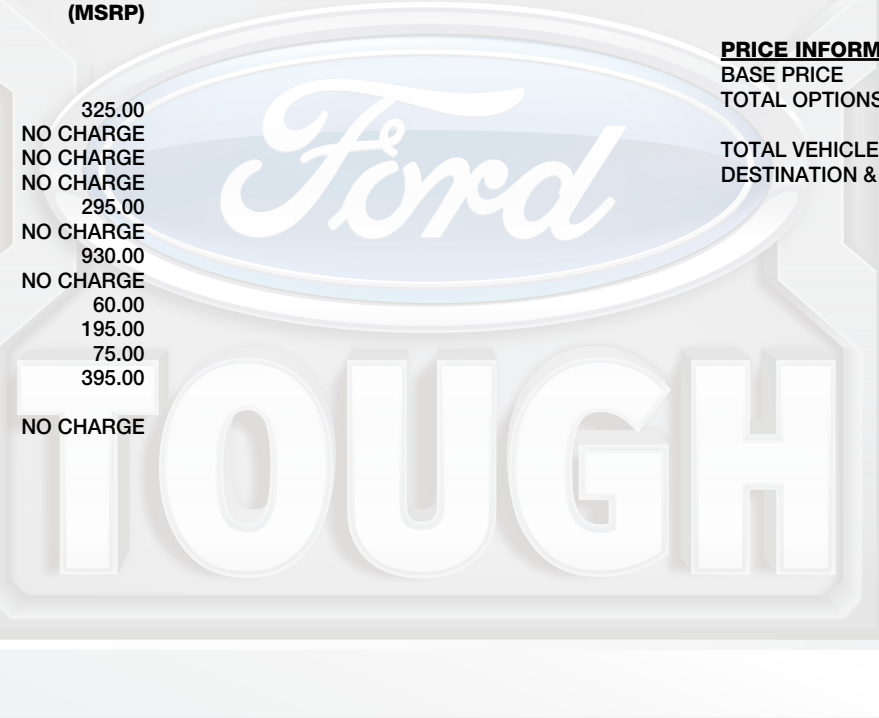 (MSRP)
325.00
NO CHARGE
NO CHARGE
NO CHARGE
295.00
NO CHARGE
930.00
NO CHARGE
60.00
195.00
75.00
395.00
NO CHARGE
PRICE INFORM
BASE PRICE
TOTAL OPTIONS
TOTAL VEHICLE
DESTINATION &
Ford
TOUGH